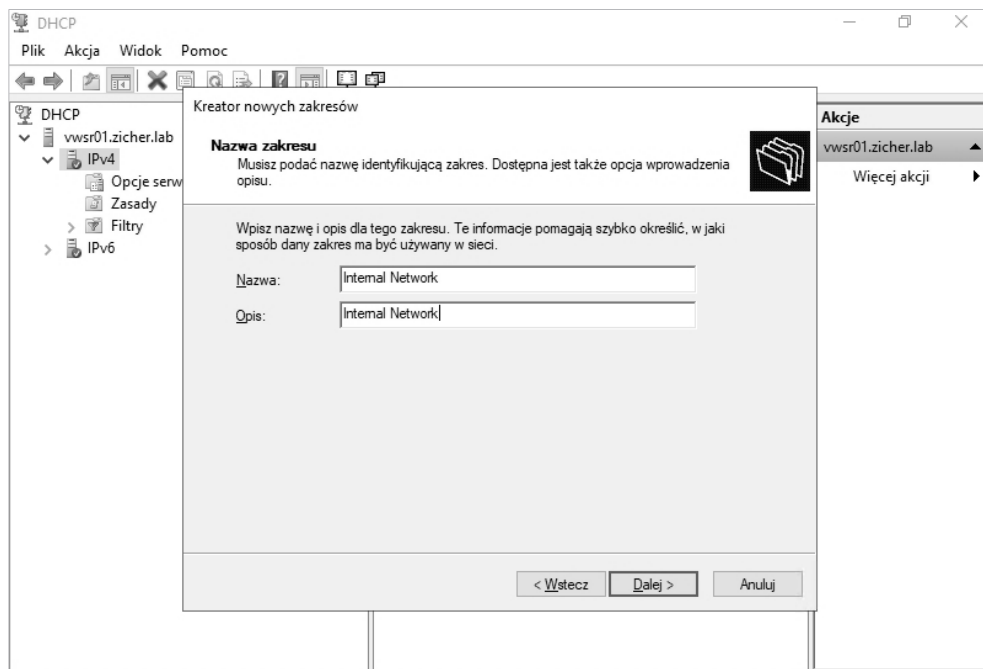 DHCP
Plik Akcja Widok Pomoc
DHCP
vwsr01.zicher.lab
IPv4
Opcje serw
Zasady
Filtry
IPv6
Kreator nowych zakresów
Nazwa zakresu
Musisz podać nazwę identyfikującą zakres. Dostępna jest także opcja wprowadzenia
opisu.
Wpisz nazwę i opis dla tego zakresu. Te informacje pomagają szybko określić, w jaki
sposób dany zakres ma być używany w sieci.
Nazwa: Internal Network
Opis: Internal Network
< Wstecz Dalej > Anuluj
Akcje
vwsr01.zicher.lab
Więcej akcji